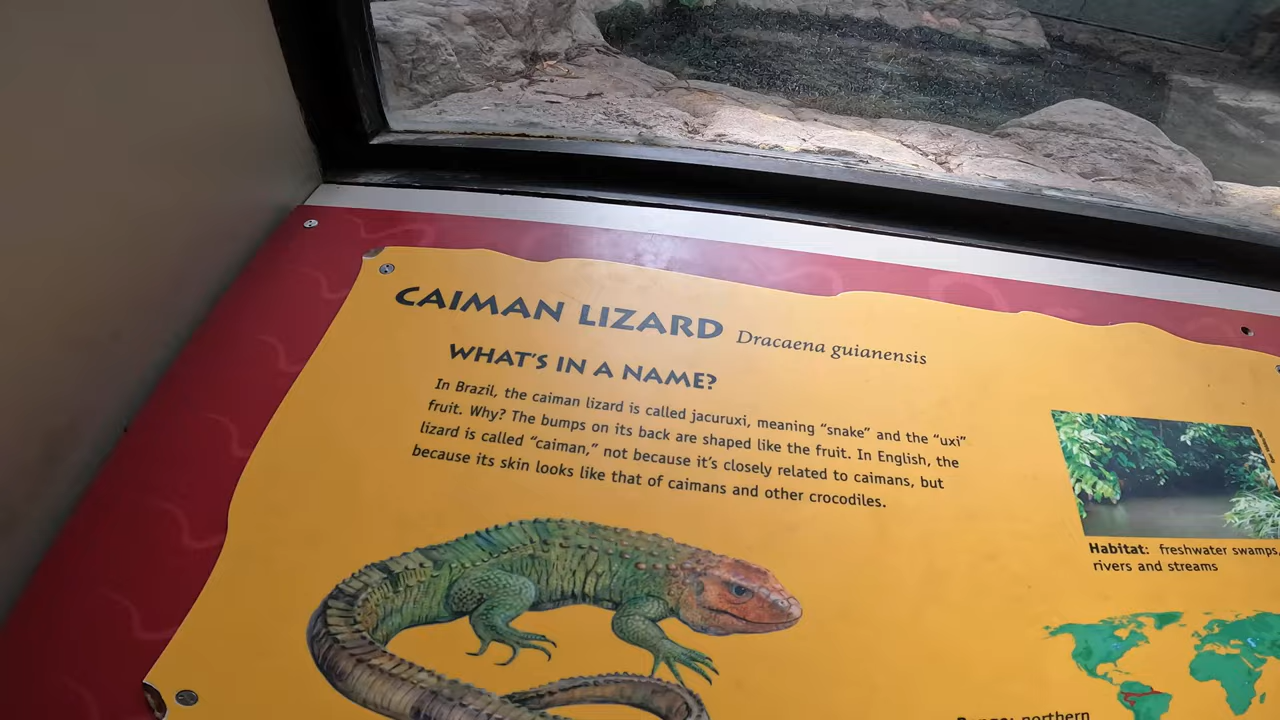 CAIMAN LIZARD Dracaena guianensis
WHAT'S IN A NAME?
In Brazil, the caiman lizard is called jacuruxi, meaning "snake" and the "uxi"
fruit. Why? The bumps on its back are shaped like the fruit. In English, the
lizard is called "caiman," not because it's closely related to caimans, but
because its skin looks like that of caimans and other crocodiles.
Habitat: freshwater swamps,
rivers and streams
northern